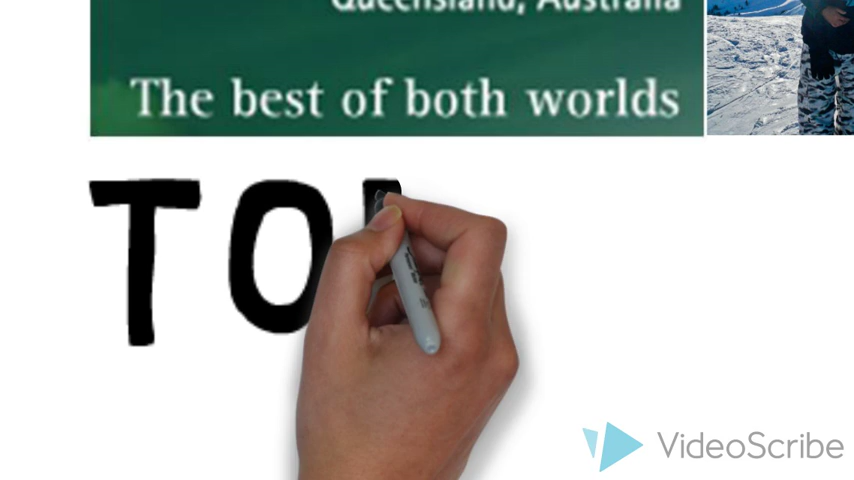 Queensland, Australia
The best of both worlds
TO
VideoScribe